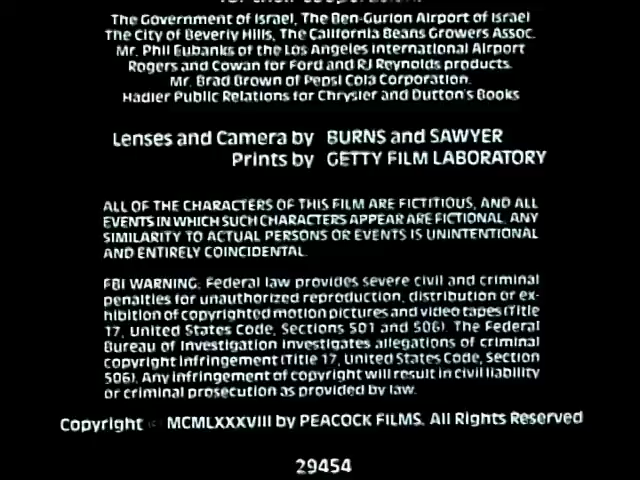 for their cooperation:
The Government of Israel, The Ben-Gurion Airport of Israel
The City of Beverly Hills, The California Beans Growers Assoc.
Mr. Phil Eubanks of the Los Angeles International Airport
Rogers and Cowan for Ford and RJ Reynolds products.
Mr. Brad Brown of Pepsi Cola Corporation.
Hadler Public Relations for Chrysler and Dutton's Books
Lenses and Camera by BURNS and SAWYER
Prints by GETTY FILM LABORATORY
ALL OF THE CHARACTERS OF THIS FILM ARE FICTITIOUS, AND ALL
EVENTS IN WHICH SUCH CHARACTERS APPEAR ARE FICTIONAL. ANY
SIMILARITY TO ACTUAL PERSONS OR EVENTS IS UNINTENTIONAL
AND ENTIRELY COINCIDENTAL.
FBI WARNING: Federal law provides severe civil and criminal
penalties for unauthorized reproduction, distribution or ex-
hibition of copyrighted motion pictures and video tapes (Title
17, United States Code, Sections 501 and 506). The Federal
Bureau of Investigation investigates allegations of criminal
copyright infringement (Title 17, United States Code, Section
506). Any infringement of copyright will result in civil liability
or criminal prosecution as provided by law.
Copyright © MCMLXXXVIII by PEACOCK FILMS. All Rights Reserved
29454